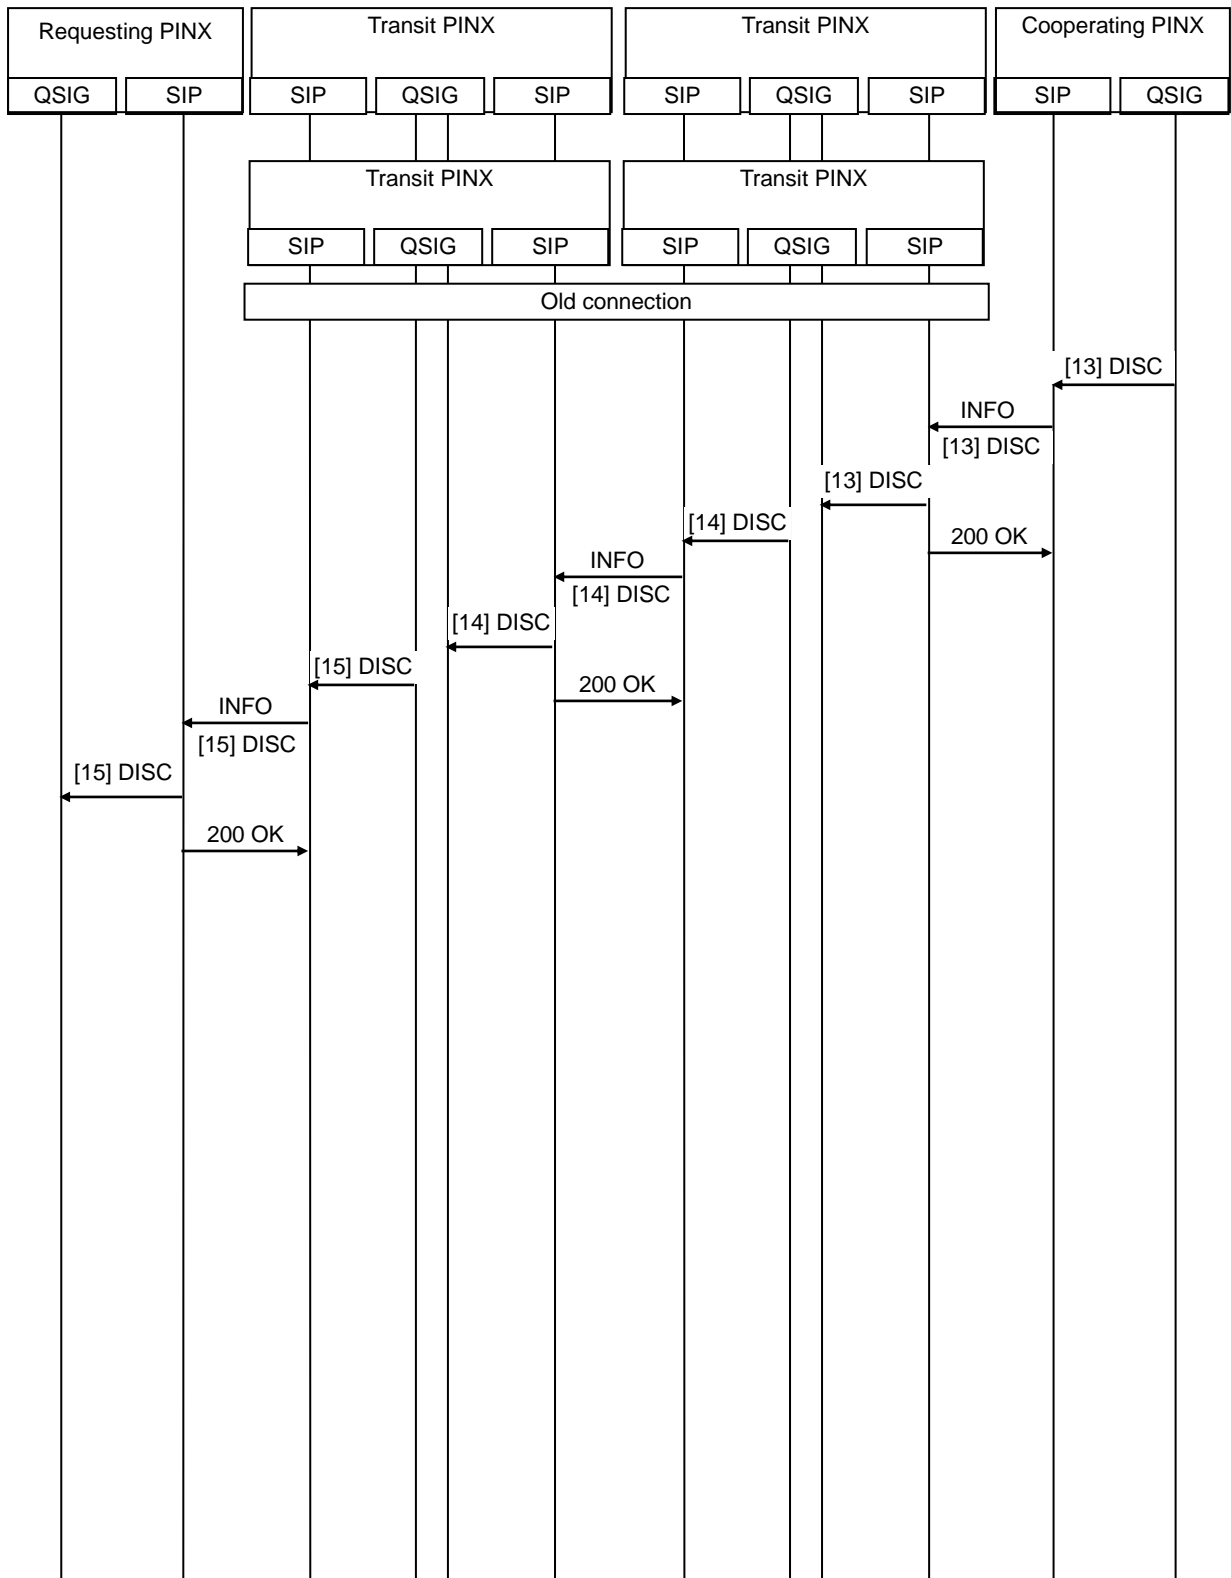 Requesting PINX
Transit PINX
Transit PINX
Cooperating PINX
QSIG
SIP
SIP
QSIG
SIP
SIP
QSIG
SIP
SIP
QSIG
Transit PINX
Transit PINX
SIP
QSIG
SIP
SIP
QSIG
SIP
Old connection
[13] DISC
INFO
[13] DISC
[13] DISC
[14] DISC
200 OK
INFO
[14] DISC
[14] DISC
[15] DISC
200 OK
INFO
[15] DISC
[15] DISC
200 OK